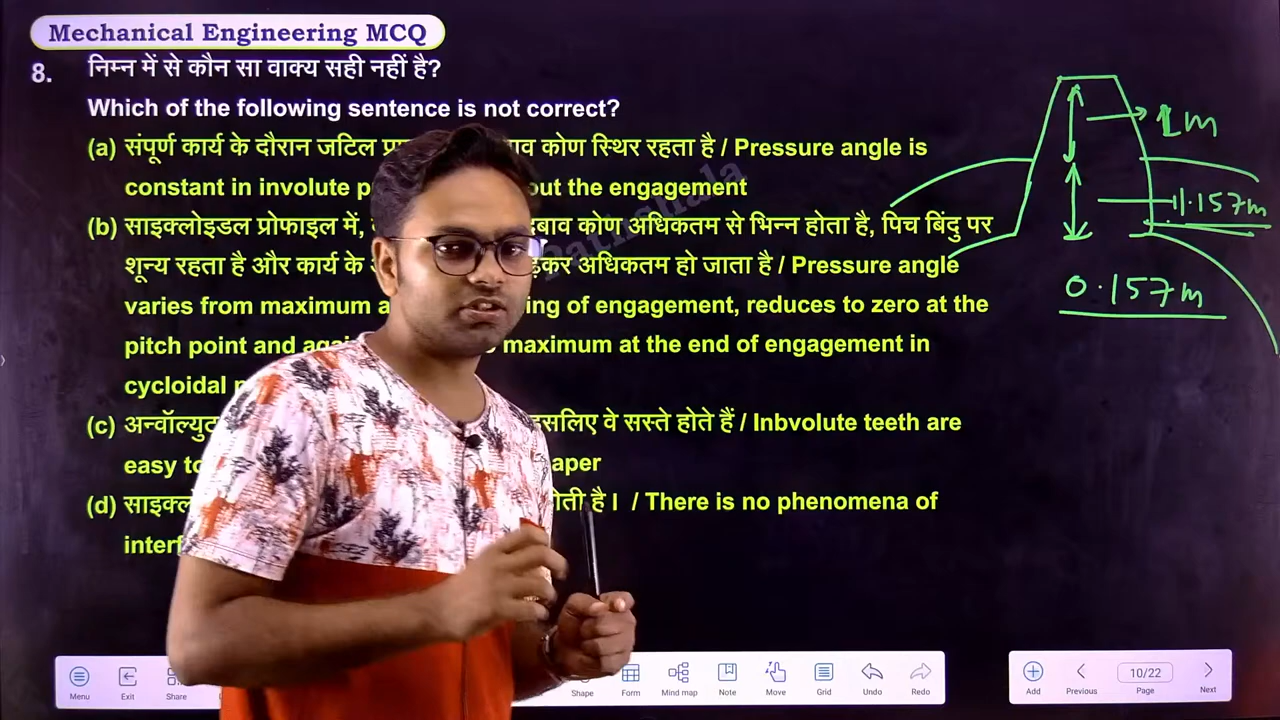 Mechanical Engineering MCQ
8. निम्न में से कौन सा वाक्य सही नहीं है?
Which of the following sentence is not correct?
(a) संपूर्ण कार्य के दौरान जटिल कोण स्थिर रहता है / Pressure angle is
constant in involute out the engagement
(b) साइक्लोइडल प्रोफाइल में, दबाव कोण अधिकतम से भिन्न होता है, पिच बिंदु पर
शून्य रहता है और कार्य के अधिकतम हो जाता है / Pressure angle
varies from maximum ing of engagement, reduces to zero at the
pitch point and maximum at the end of engagement in
cycloidal
(c) अन्वॉल्युट इसलिए वे सस्ते होते हैं / Inbvolute teeth are
easy to aper
(d) होती है। / There is no phenomena of
interf
Pathshala
1m
1.157m
0.157m
Menu Exit Share Shape Form Mind map Note Move Grid Undo Redo Add Previous 10/22 Page Next